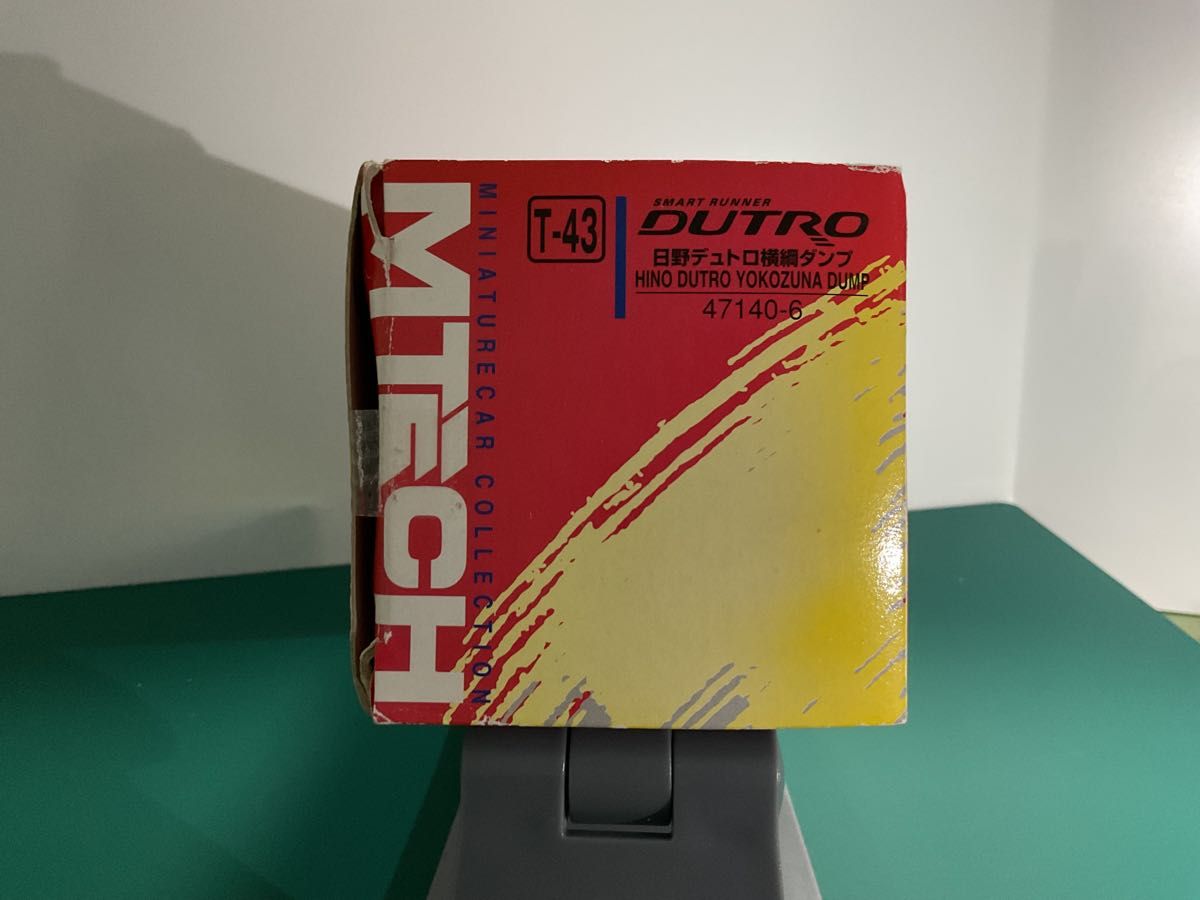 MTECH
MINIATURECAR COLLECTION
T-43
SMART RUNNER
DUTRO
日野デュトロ横綱ダンプ
HINO DUTRO YOKOZUNA DUMP
47140-6